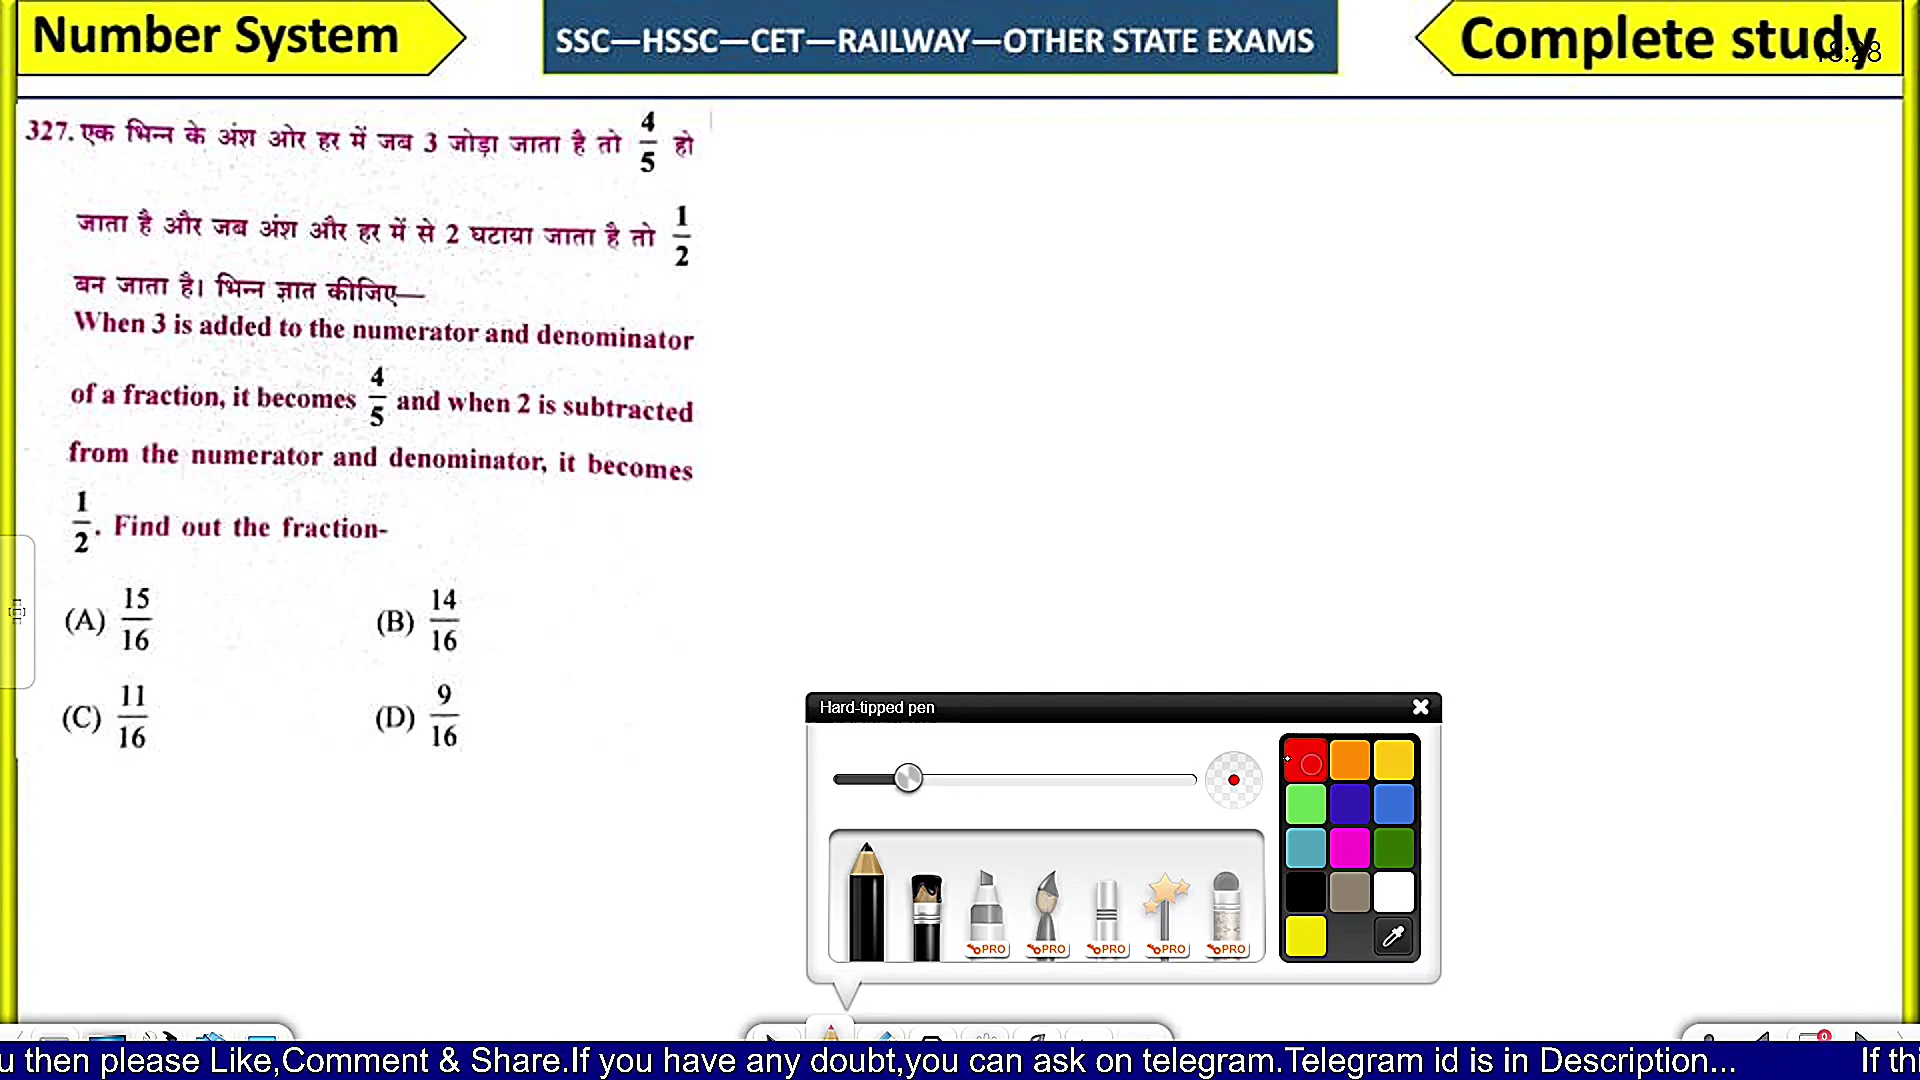 Number System
SSC—HSSC—CET—RAILWAY—OTHER STATE EXAMS
Complete study
327. एक भिन्न के अंश ओर हर में जब 3 जोड़ा जाता है तो 4/5 हो
जाता है और जब अंश और हर में से 2 घटाया जाता है तो 1/2
बन जाता है। भिन्न ज्ञात कीजिए—
When 3 is added to the numerator and denominator
of a fraction, it becomes 4/5 and when 2 is subtracted
from the numerator and denominator, it becomes
1/2. Find out the fraction-
(A) 15/16 (B) 14/16
(C) 11/16 (D) 9/16
Hard-tipped pen
PRO PRO PRO PRO PRO
u then please Like,Comment & Share.If you have any doubt,you can ask on telegram.Telegram id is in Description... If thi